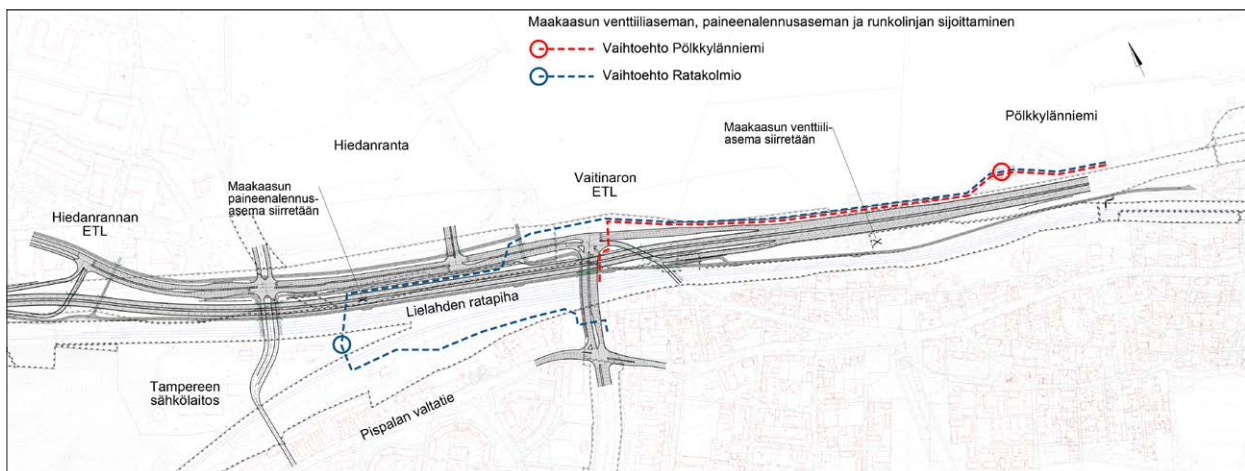 Maakaasun venttiiliaseman, paineenalennusaseman ja runkolinjan sijoittaminen
Vaihtoehto Pölkkylänniemi
Vaihtoehto Ratakolmio
Pölkkylänniemi
Maakaasun venttiili-
asema siirretään
Hiedanranta
Vaitinaron
ETL
Maakaasun
paineenalennus-
asema siirretään
Hiedanrannan
ETL
Lielahden ratapiha
Tampereen
sähkölaitos
Pispalan valtatie